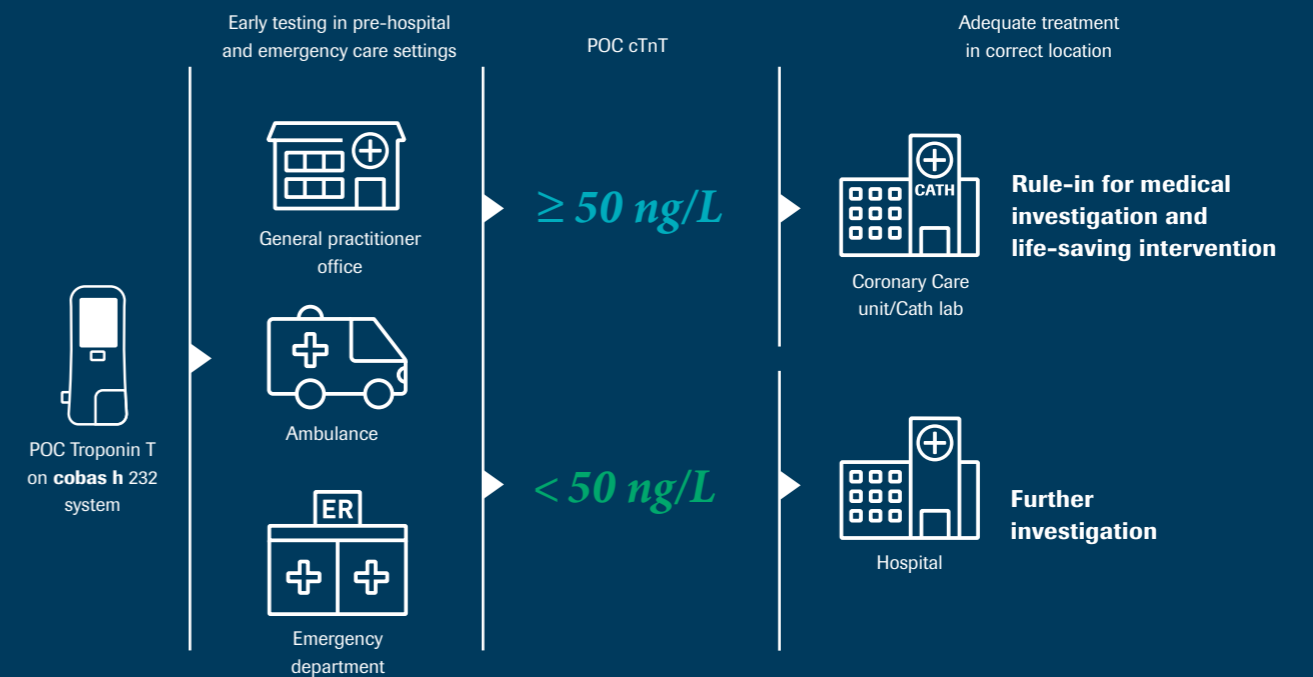 Early testing in pre-hospital
and emergency care settings
POC cTnT
Adequate treatment
in correct location
POC Troponin T
on cobas h 232
system
General practitioner
office
Ambulance
ER
Emergency
department
≥ 50 ng/L
< 50 ng/L
CATH
Coronary Care
unit/Cath lab
Rule-in for medical
investigation and
life-saving intervention
Hospital
Further
investigation